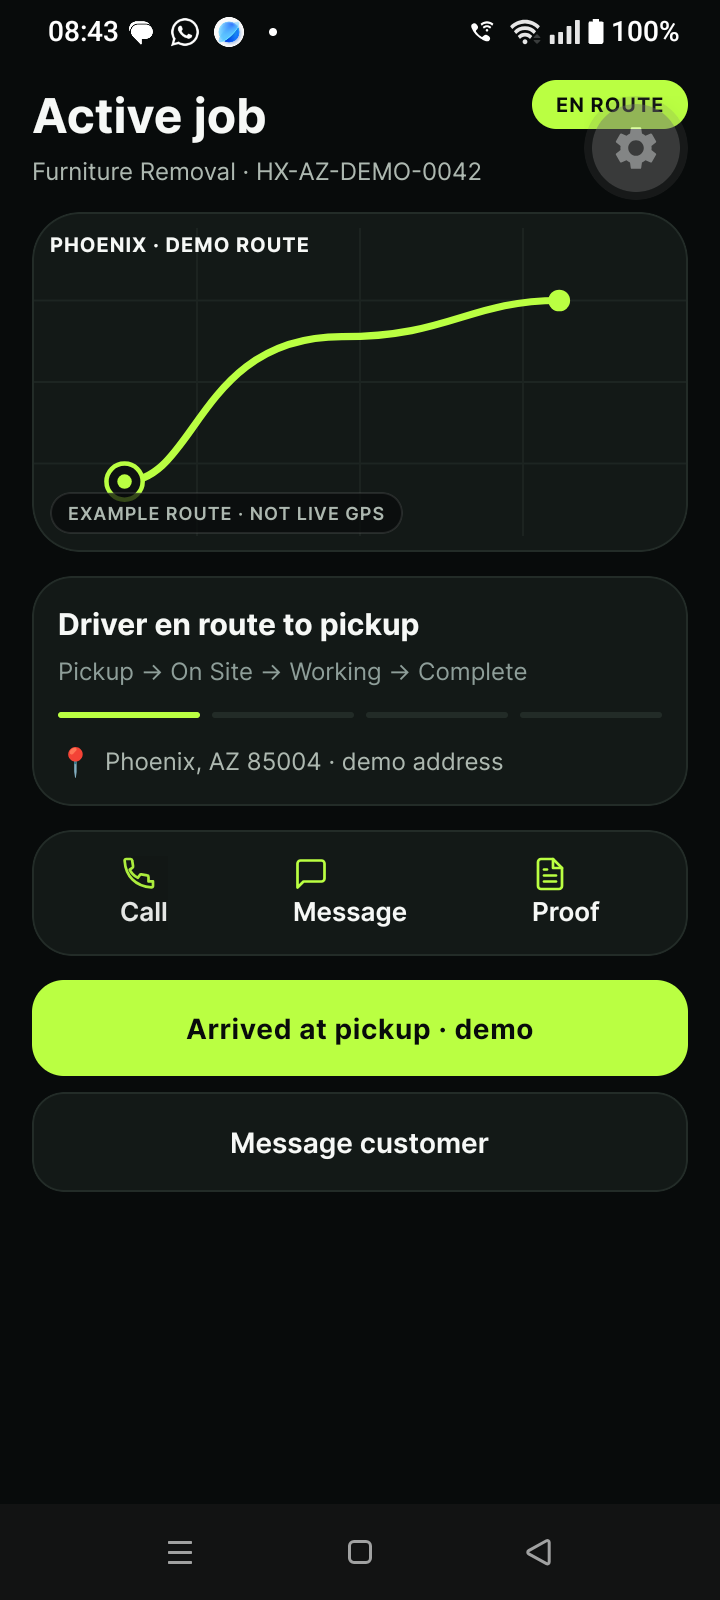 08:43
100%
Active job
EN ROUTE
Furniture Removal · HX-AZ-DEMO-0042
PHOENIX · DEMO ROUTE
EXAMPLE ROUTE · NOT LIVE GPS
Driver en route to pickup
Pickup → On Site → Working → Complete
Phoenix, AZ 85004 · demo address
Call
Message
Proof
Arrived at pickup · demo
Message customer